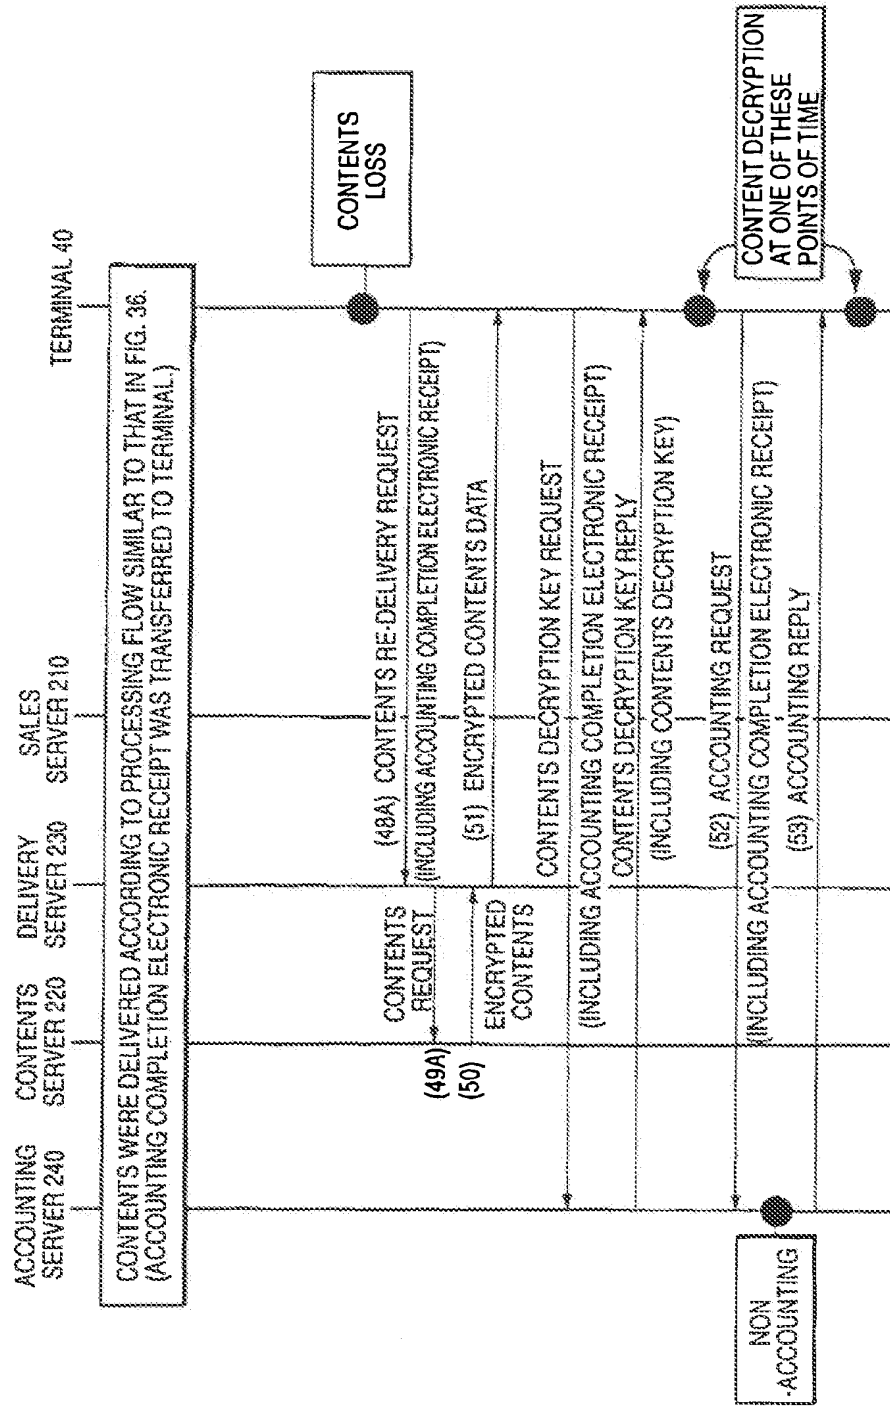 ACCOUNTING
SERVER 240
CONTENTS
SERVER 220
DELIVERY
SERVER 230
SALES
SERVER 210
TERMINAL 40
CONTENTS WERE DELIVERED ACCORDING TO PROCESSING FLOW SIMILAR TO THAT IN FIG. 36.
(ACCOUNTING COMPLETION ELECTRONIC RECEIPT WAS TRANSFERRED TO TERMINAL.)
CONTENTS
LOSS
(48A) CONTENTS RE-DELIVERY REQUEST
(INCLUDING ACCOUNTING COMPLETION ELECTRONIC RECEIPT)
CONTENTS
REQUEST
(49A)
(50)
ENCRYPTED
CONTENTS
(51) ENCRYPTED CONTENTS DATA
CONTENTS DECRYPTION KEY REQUEST
(INCLUDING ACCOUNTING COMPLETION ELECTRONIC RECEIPT)
CONTENTS DECRYPTION KEY REPLY
(INCLUDING CONTENTS DECRYPTION KEY)
(52) ACCOUNTING REQUEST
(INCLUDING ACCOUNTING COMPLETION ELECTRONIC RECEIPT)
(53) ACCOUNTING REPLY
NON
-ACCOUNTING
CONTENT DECRYPTION
AT ONE OF THESE
POINTS OF TIME